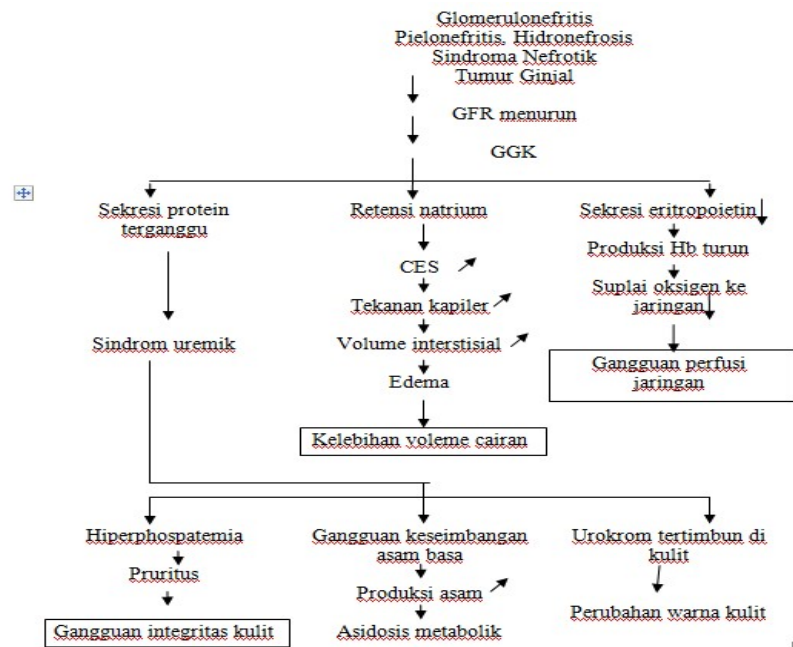 Glomerulonefritis
Pielonefritis, Hidronefrosis
Sindroma Nefrotik
Tumur Ginjal
GFR menurun
GGK
Sekresi protein
terganggu
Retensi natrium
Sekresi eritropoietin
CES
Produksi Hb turun
Tekanan kapiler
Suplai oksigen ke
jaringan
Sindrom uremik
Volume interstisial
Edema
Gangguan perfusi
jaringan
Kelebihan voleme cairan
Hiperphospatemia
Gangguan keseimbangan
asam basa
Urokrom tertimbun di
kulit
Pruritus
Produksi asam
Perubahan warna kulit
Gangguan integritas kulit
Asidosis metabolik